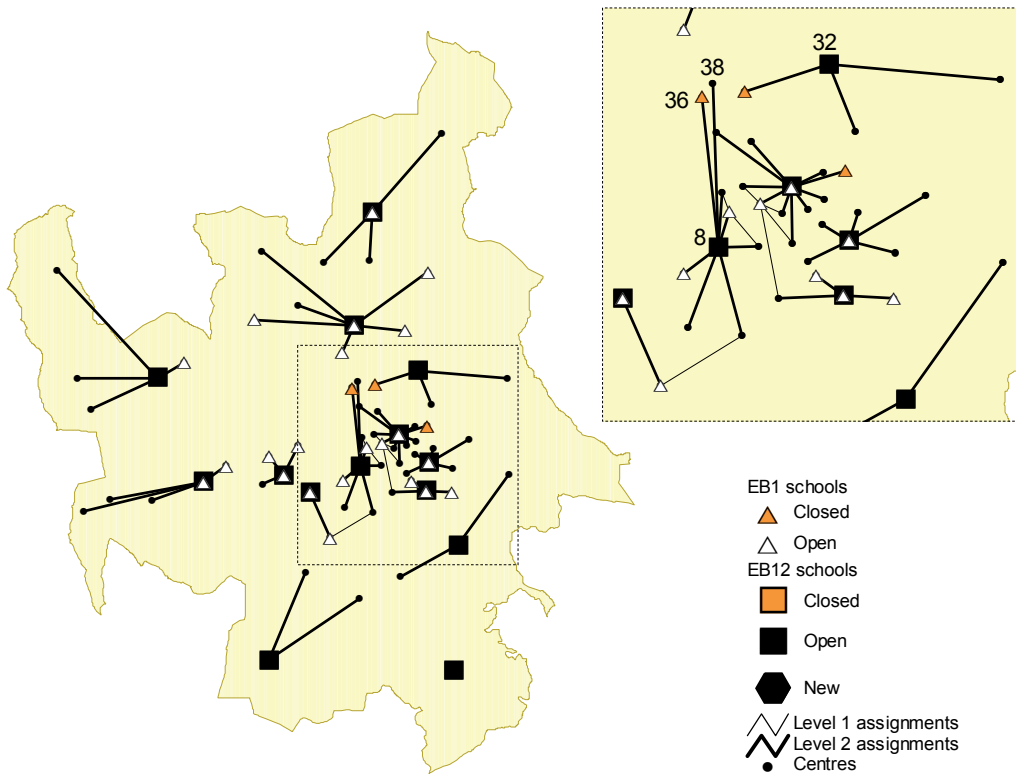 32
38
36
8
EB1 schools
Closed
Open
EB12 schools
Closed
Open
New
Level 1 assignments
Level 2 assignments
Centres